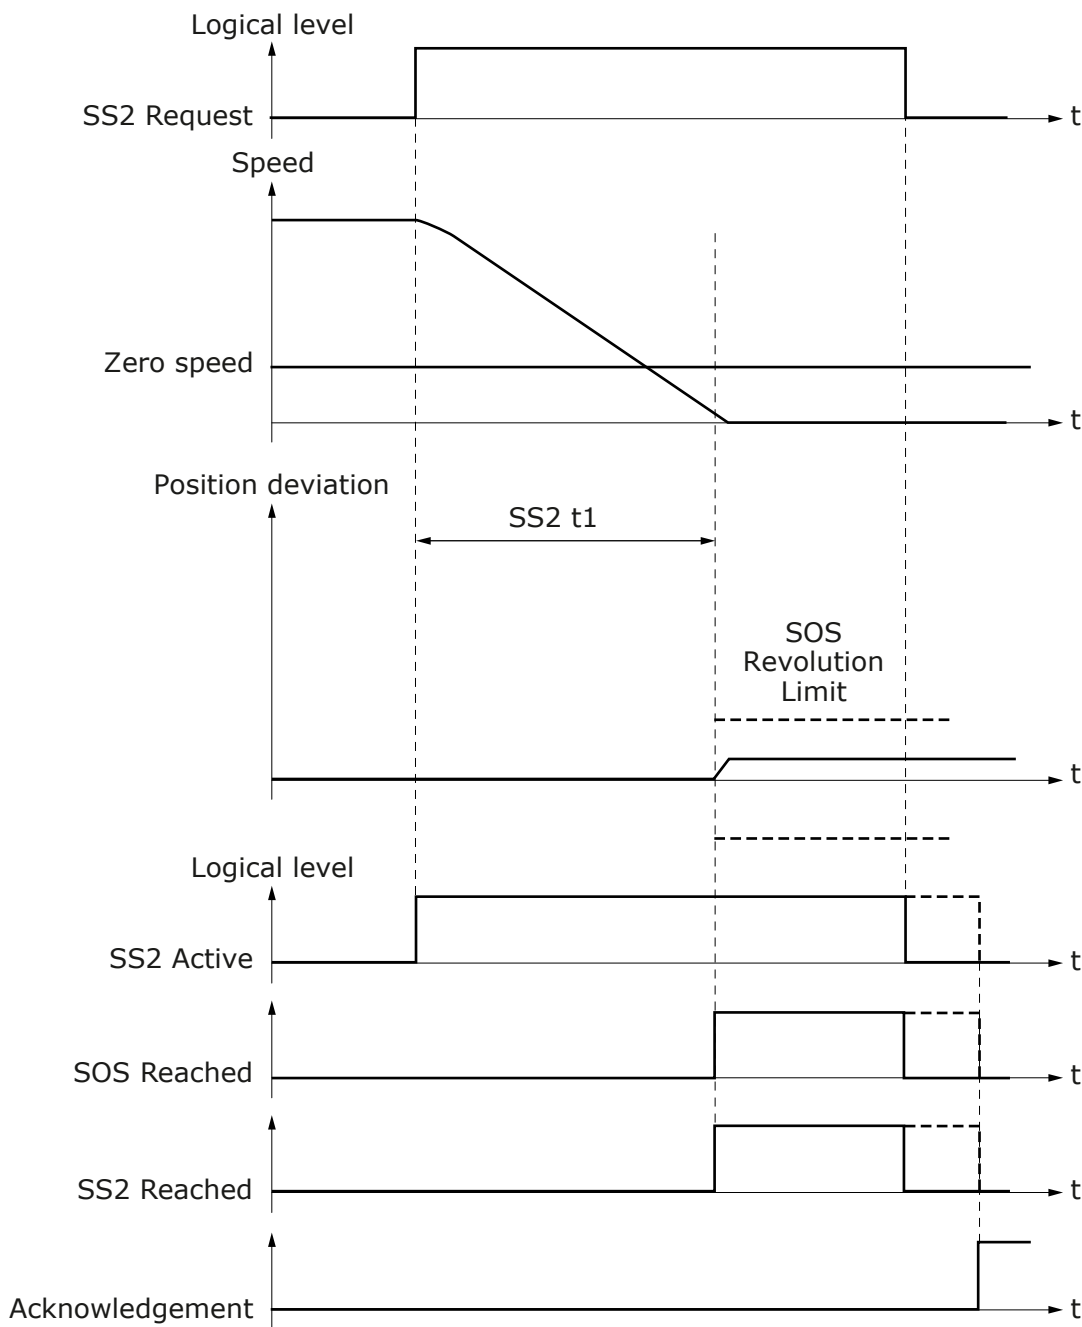 Logical level
SS2 Request
t
Speed
Zero speed
t
Position deviation
SS2 t1
SOS
Revolution
Limit
t
Logical level
SS2 Active
t
SOS Reached
t
SS2 Reached
t
Acknowledgement
t